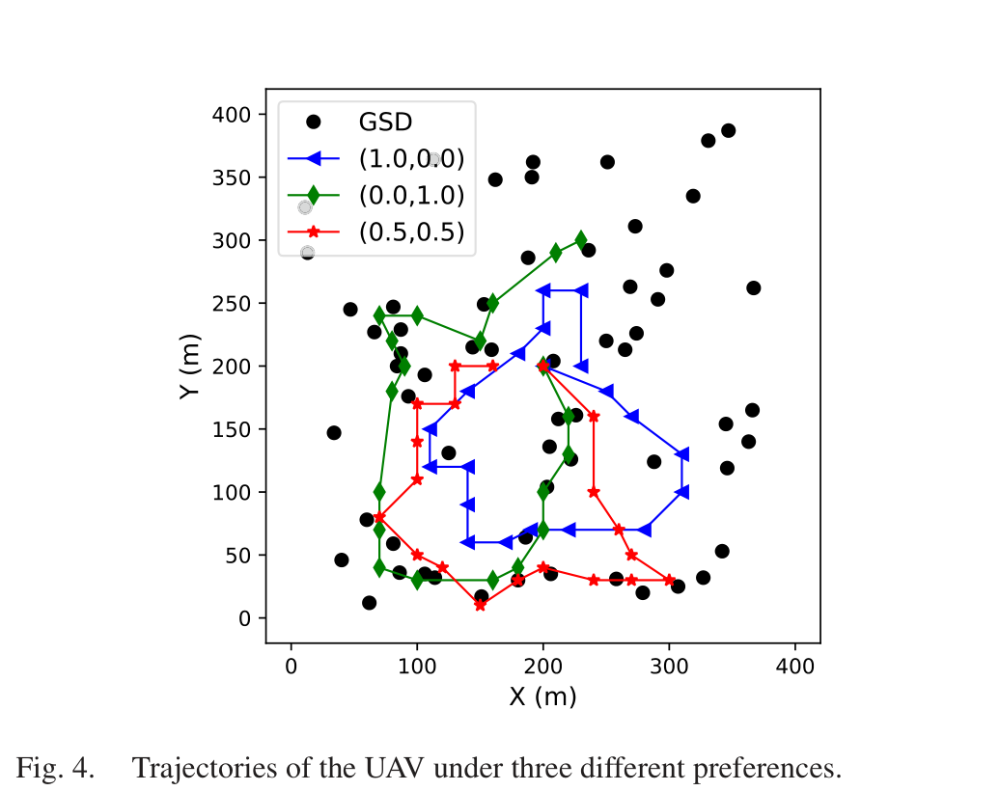 400
350
300
250
200
150
100
50
0
Y (m)
GSD
(1.0,0.0)
(0.0,1.0)
(0.5,0.5)
0 100 200 300 400
X (m)
Fig. 4. Trajectories of the UAV under three different preferences.